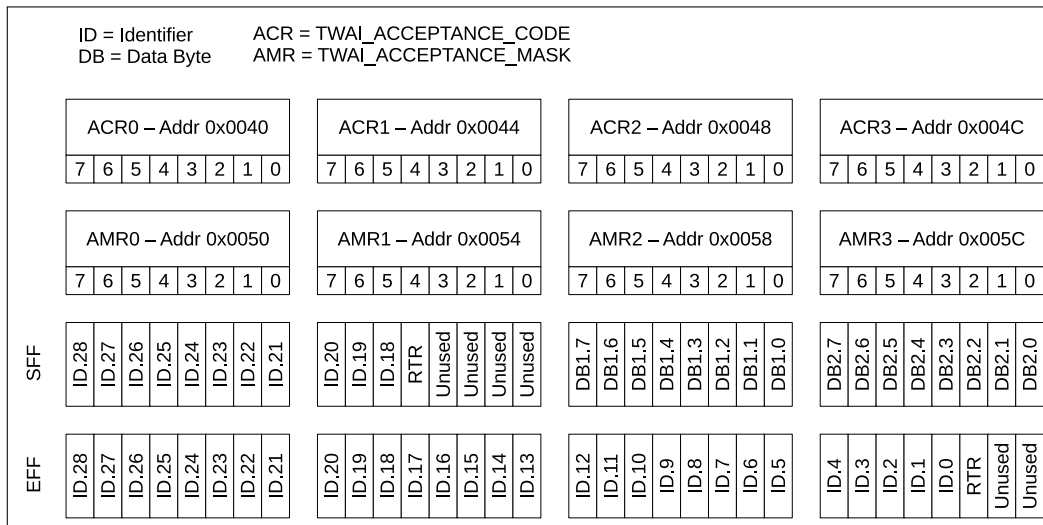 ID = Identifier ACR = TWAI_ACCEPTANCE_CODE
DB = Data Byte AMR = TWAI_ACCEPTANCE_MASK
ACR0 – Addr 0x0040 ACR1 – Addr 0x0044 ACR2 – Addr 0x0048 ACR3 – Addr 0x004C
7 6 5 4 3 2 1 0 7 6 5 4 3 2 1 0 7 6 5 4 3 2 1 0 7 6 5 4 3 2 1 0
AMR0 – Addr 0x0050 AMR1 – Addr 0x0054 AMR2 – Addr 0x0058 AMR3 – Addr 0x005C
7 6 5 4 3 2 1 0 7 6 5 4 3 2 1 0 7 6 5 4 3 2 1 0 7 6 5 4 3 2 1 0
SFF ID.28 ID.27 ID.26 ID.25 ID.24 ID.23 ID.22 ID.21 ID.20 ID.19 ID.18 RTR Unused Unused Unused Unused DB1.7 DB1.6 DB1.5 DB1.4 DB1.3 DB1.2 DB1.1 DB1.0 DB2.7 DB2.6 DB2.5 DB2.4 DB2.3 DB2.2 DB2.1 DB2.0
EFF ID.28 ID.27 ID.26 ID.25 ID.24 ID.23 ID.22 ID.21 ID.20 ID.19 ID.18 ID.17 ID.16 ID.15 ID.14 ID.13 ID.12 ID.11 ID.10 ID.9 ID.8 ID.7 ID.6 ID.5 ID.4 ID.3 ID.2 ID.1 ID.0 RTR Unused Unused